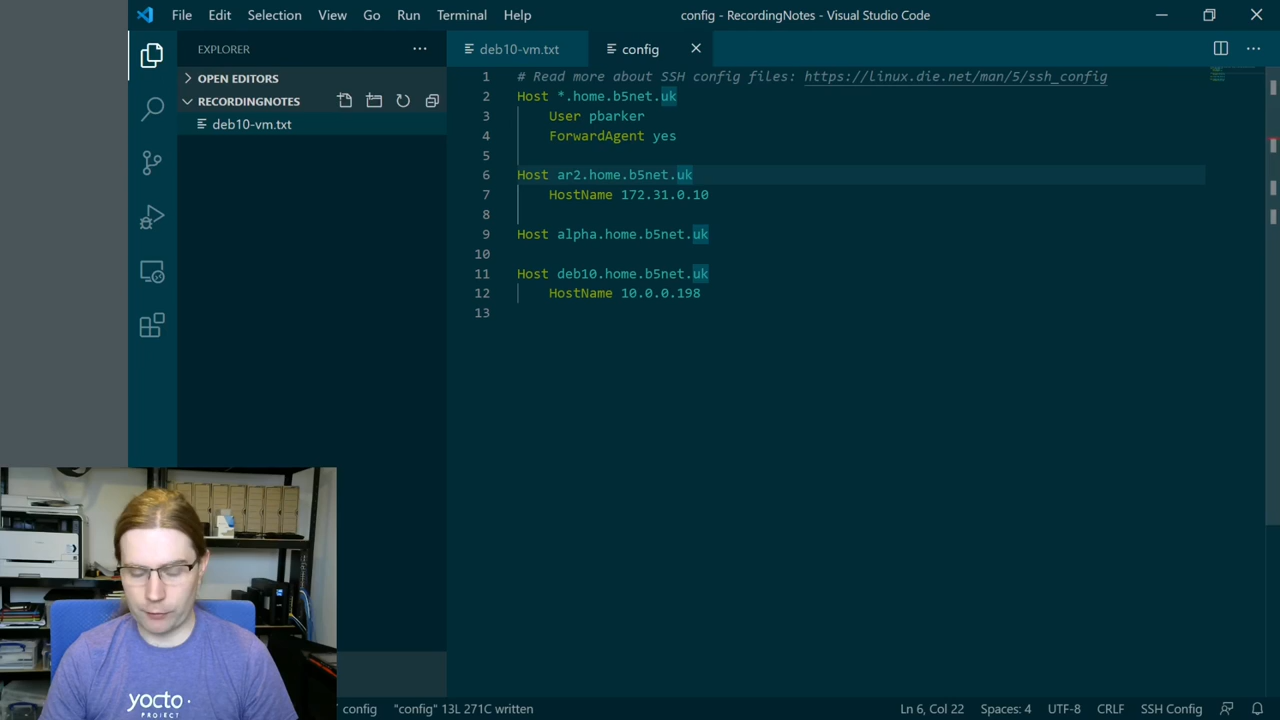 File Edit Selection View Go Run Terminal Help
config - RecordingNotes - Visual Studio Code
EXPLORER
deb10-vm.txt
config
OPEN EDITORS
RECORDINGNOTES
deb10-vm.txt
1 # Read more about SSH config files: https://linux.die.net/man/5/ssh_config
2 Host *.home.b5net.uk
3 User pbarker
4 ForwardAgent yes
5
6 Host ar2.home.b5net.uk
7 HostName 172.31.0.10
8
9 Host alpha.home.b5net.uk
10
11 Host deb10.home.b5net.uk
12 HostName 10.0.0.198
13
yocto
PROJECT
config "config" 13L 271C written
Ln 6, Col 22 Spaces: 4 UTF-8 CRLF SSH Config